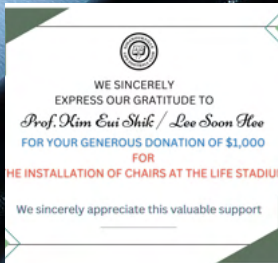 WE SINCERELY
EXPRESS OUR GRATITUDE TO
Prof. Kim Eui Shik / Lee Soon Hee
FOR YOUR GENEROUS DONATION OF $1,000
FOR
HE INSTALLATION OF CHAIRS AT THE LIFE STADIU
We sincerely appreciate this valuable support